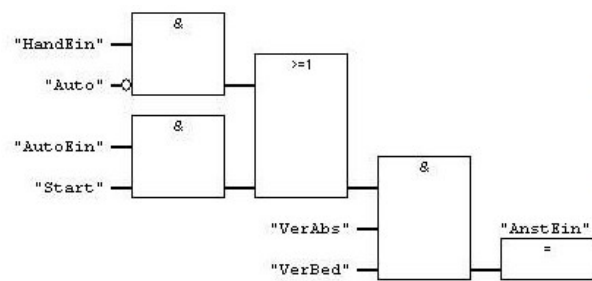 &
"HandEin"
>=1
"Auto"
&
"AutoEin"
&
"Start"
"VerAbs"
"AnstEin"
=
"VerBed"